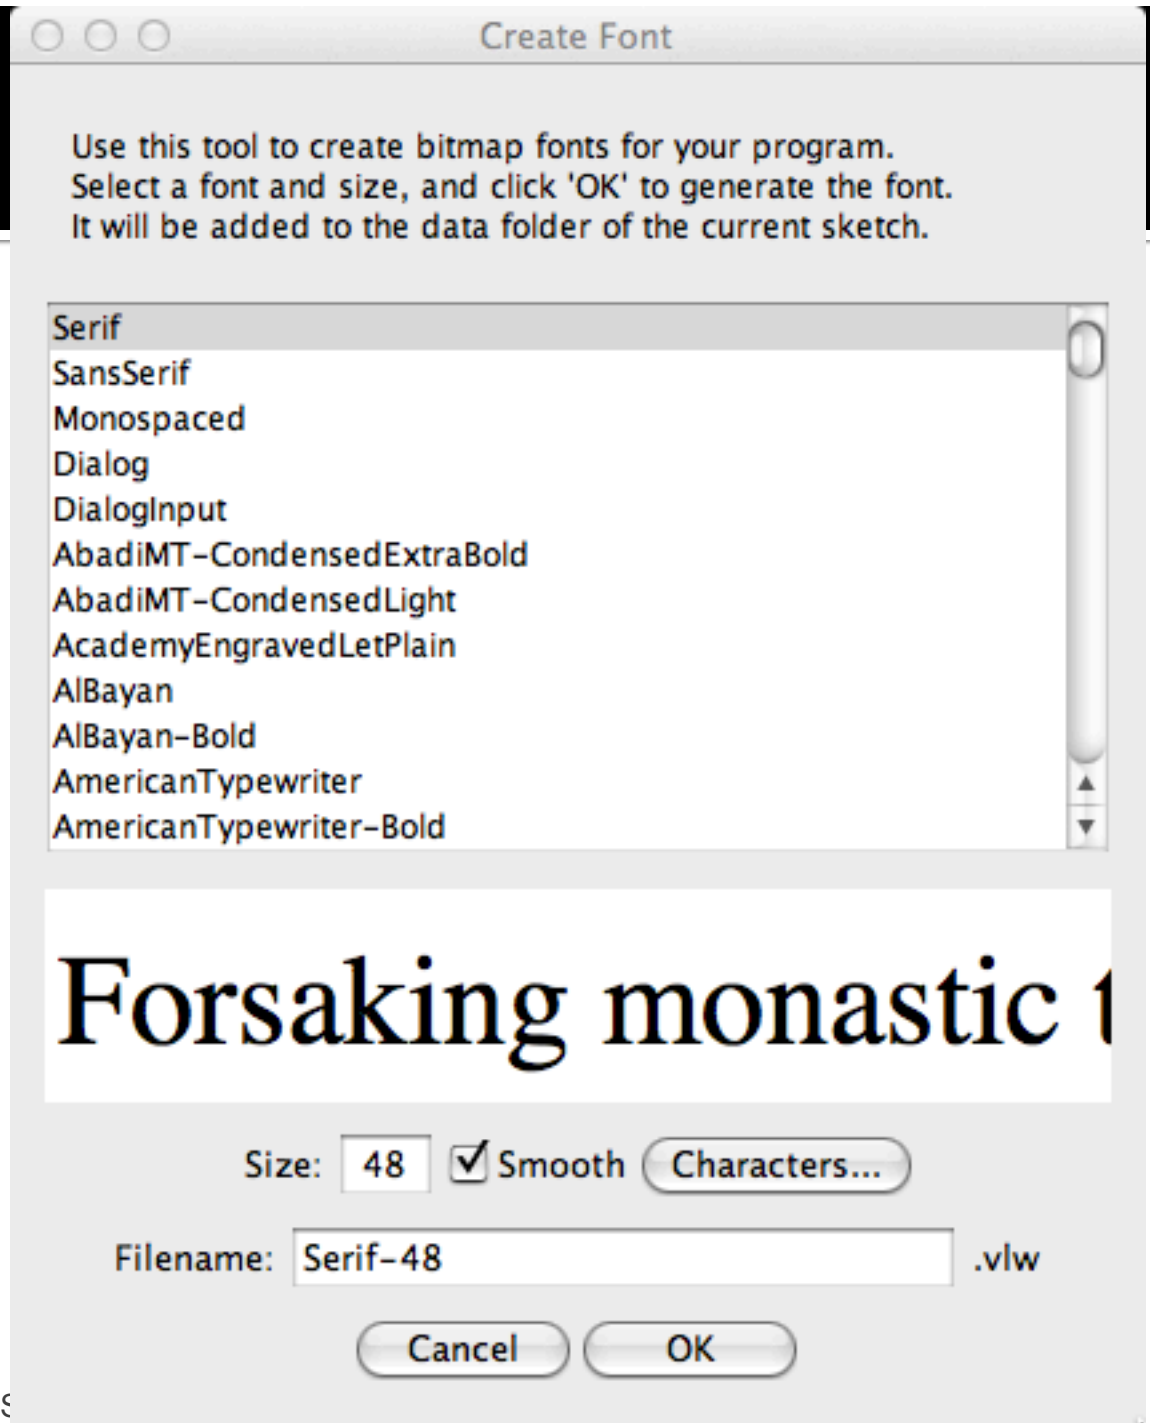 Create Font
Use this tool to create bitmap fonts for your program.
Select a font and size, and click 'OK' to generate the font.
It will be added to the data folder of the current sketch.
Serif
SansSerif
Monospaced
Dialog
DialogInput
AbadiMT-CondensedExtraBold
AbadiMT-CondensedLight
AcademyEngravedLetPlain
AlBayan
AlBayan-Bold
AmericanTypewriter
AmericanTypewriter-Bold
Forsaking monastic t
Size: 48 Smooth Characters...
Filename: Serif-48 .vlw
Cancel OK